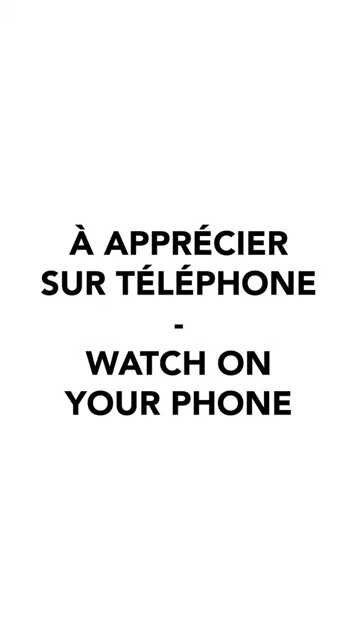 À APPRÉCIER
SUR TÉLÉPHONE
-
WATCH ON
YOUR PHONE